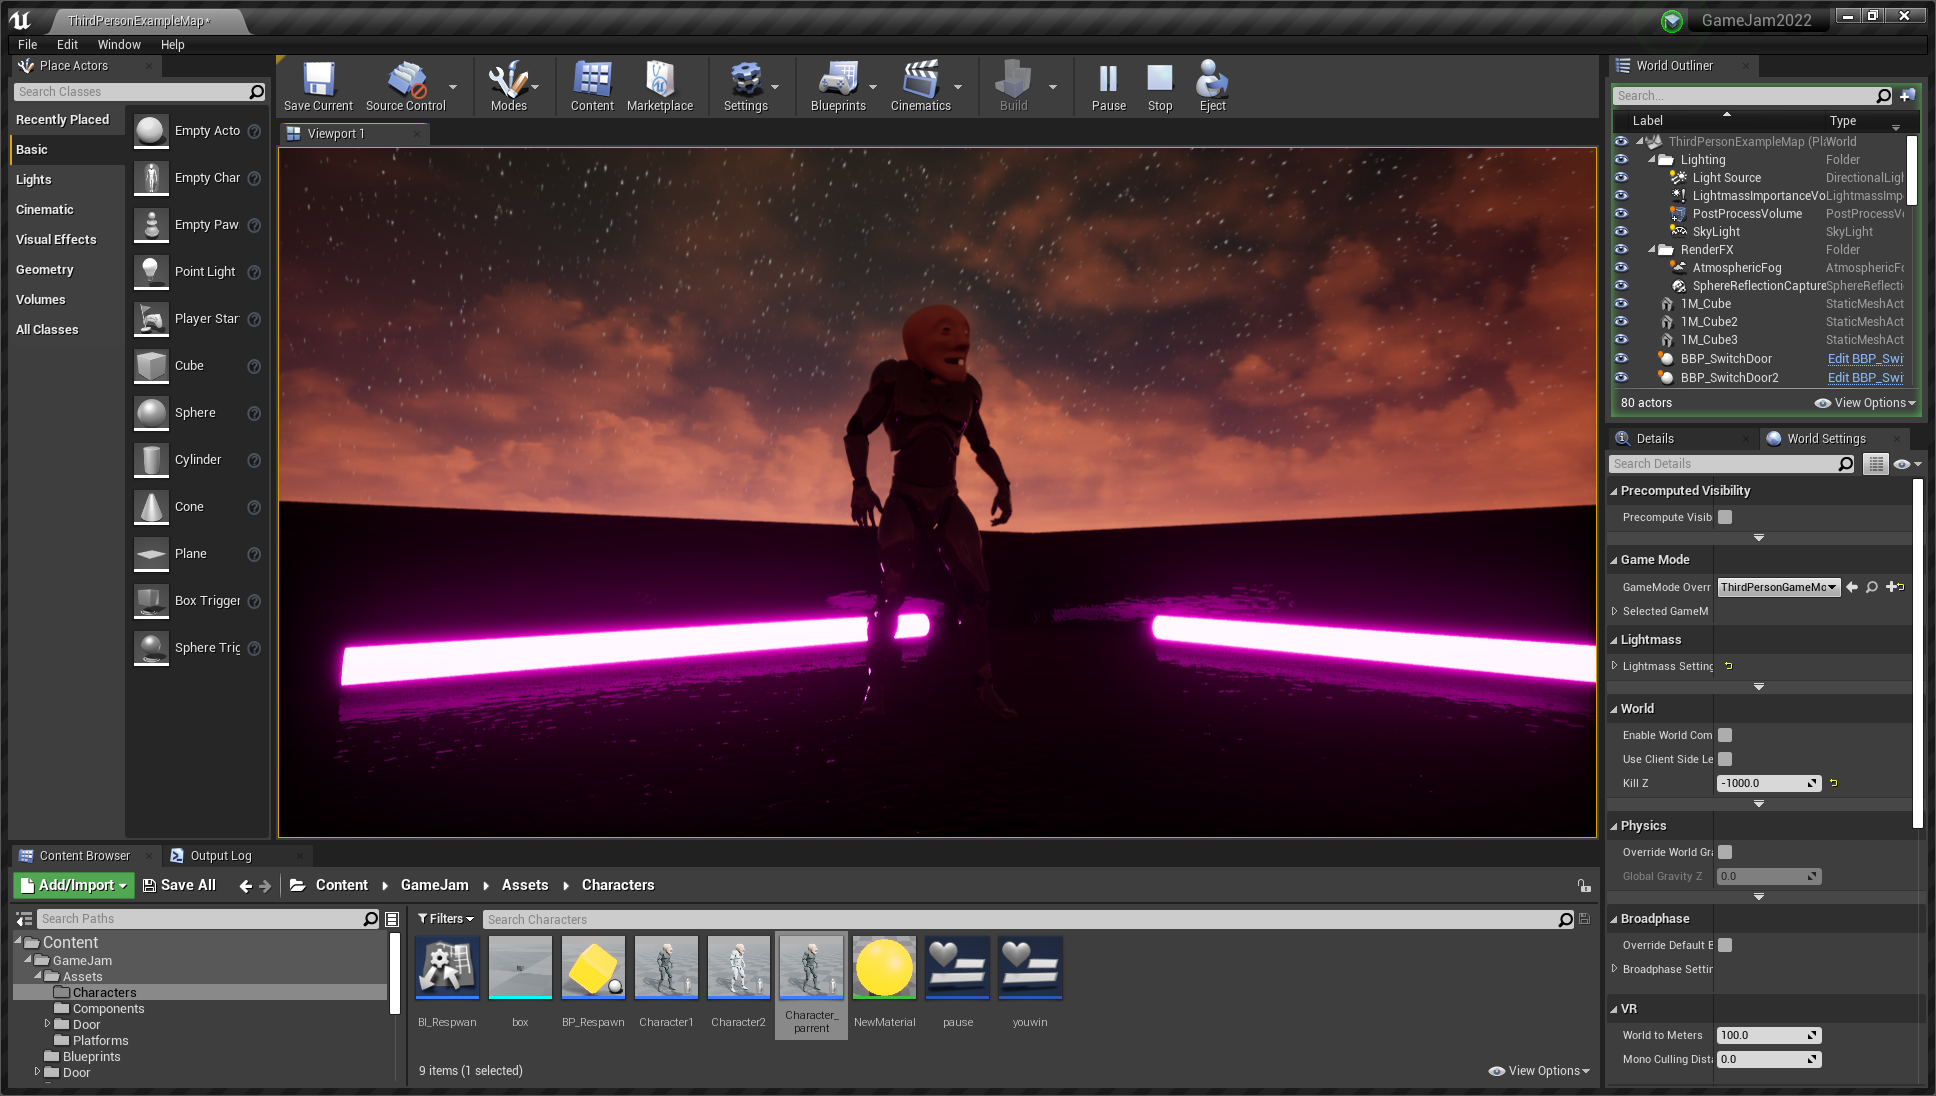 ThirdPersonExampleMap*
GameJam2022
File Edit Window Help
Place Actors
Search Classes
Recently Placed
Basic
Lights
Cinematic
Visual Effects
Geometry
Volumes
All Classes
Empty Acto
Empty Char
Empty Paw
Point Light
Player Star
Cube
Sphere
Cylinder
Cone
Plane
Box Trigger
Sphere Trig
Save Current
Source Control
Modes
Content
Marketplace
Settings
Blueprints
Cinematics
Build
Pause
Stop
Eject
Viewport 1
World Outliner
Search...
Label Type
ThirdPersonExampleMap (Pla World
Lighting Folder
Light Source DirectionalLigh
LightmassImportanceVo LightmassImp
PostProcessVolume PostProcessV
SkyLight SkyLight
RenderFX Folder
AtmosphericFog AtmosphericFo
SphereReflectionCapture SphereReflecti
1M_Cube StaticMeshAct
1M_Cube2 StaticMeshAct
1M_Cube3 StaticMeshAct
BBP_SwitchDoor Edit BBP_Swi
BBP_SwitchDoor2 Edit BBP_Swi
80 actors View Options
Details World Settings
Search Details
Precomputed Visibility
Precompute Visib
Game Mode
GameMode Overr ThirdPersonGameMo
Selected GameM
Lightmass
Lightmass Setting
World
Enable World Com
Use Client Side Le
Kill Z -1000.0
Physics
Override World Gra
Global Gravity Z 0.0
Broadphase
Override Default B
Broadphase Settin
VR
World to Meters 100.0
Mono Culling Dista 0.0
Content Browser Output Log
Add/Import Save All Content GameJam Assets Characters
Search Paths
Content
GameJam
Assets
Characters
Components
Door
Platforms
Blueprints
Door
Filters Search Characters
BI_Respwan
box
BP_Respawn
Character1
Character2
Character_
parrent
NewMaterial
pause
youwin
9 items (1 selected) View Options